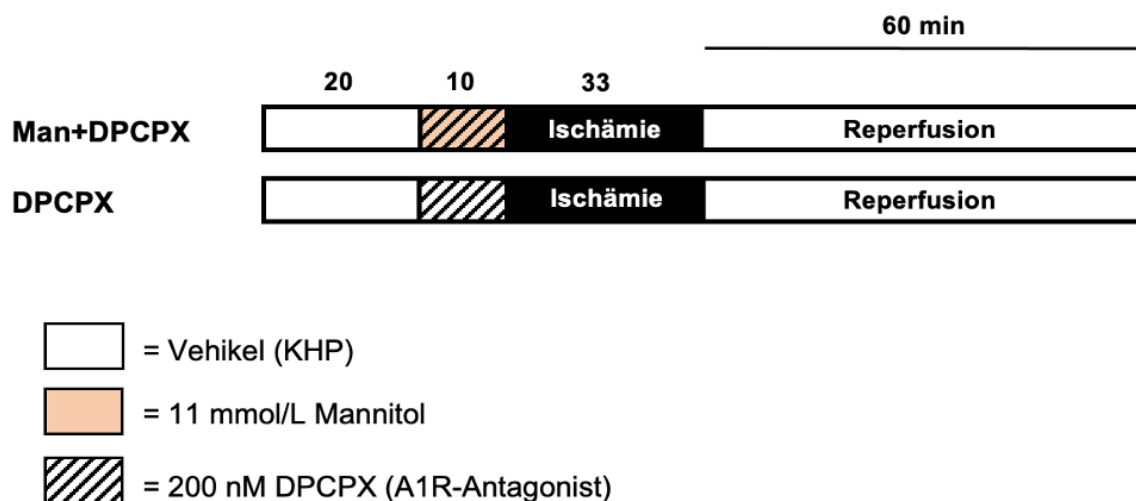 60 min
20 10 33
Man+DPCPX Ischämie Reperfusion
DPCPX Ischämie Reperfusion
= Vehikel (KHP)
= 11 mmol/L Mannitol
= 200 nM DPCPX (A1R-Antagonist)